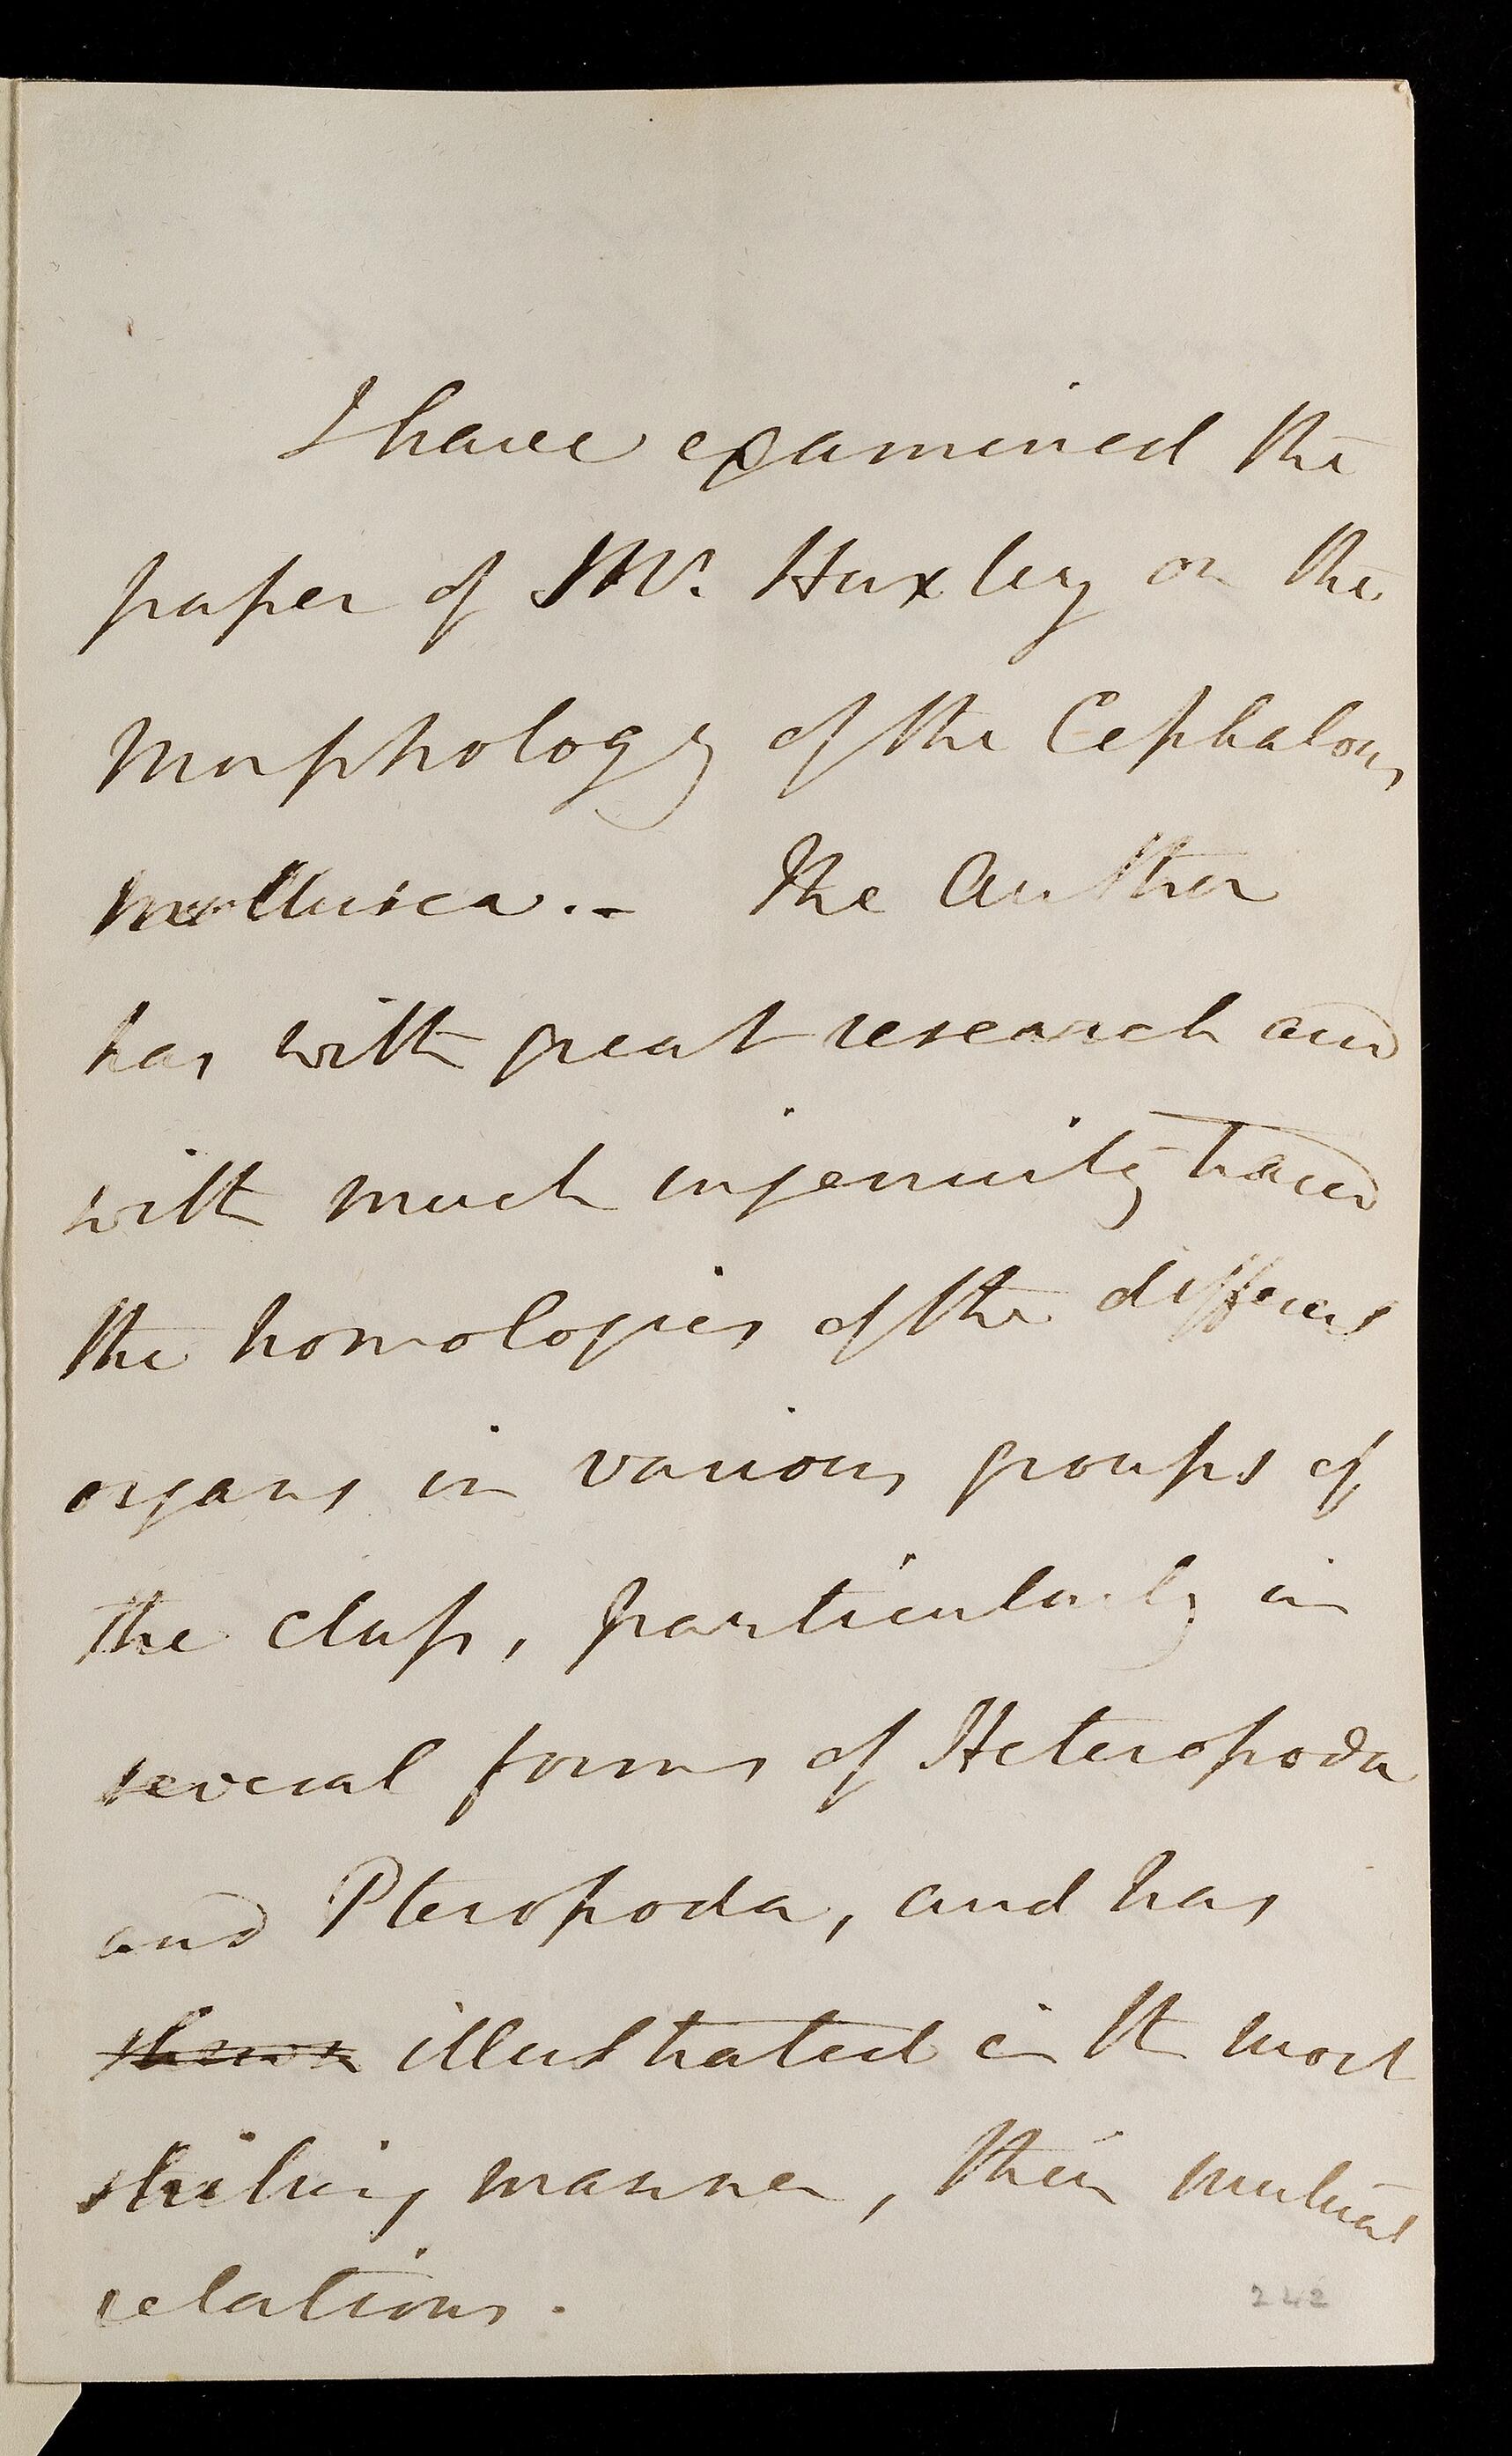 I have examined the
paper of Mr. Huxley on the
Morphology of the Cephalous
Mollusca. - The Author
has with great research and
with much ingenuity traced
the homologies of the different
organs in various groups of
the class, particularly in
several forms of Heteropoda
and Pteropoda, and has
shown illustrated in the most
striking manner, their mutual
relations.
242